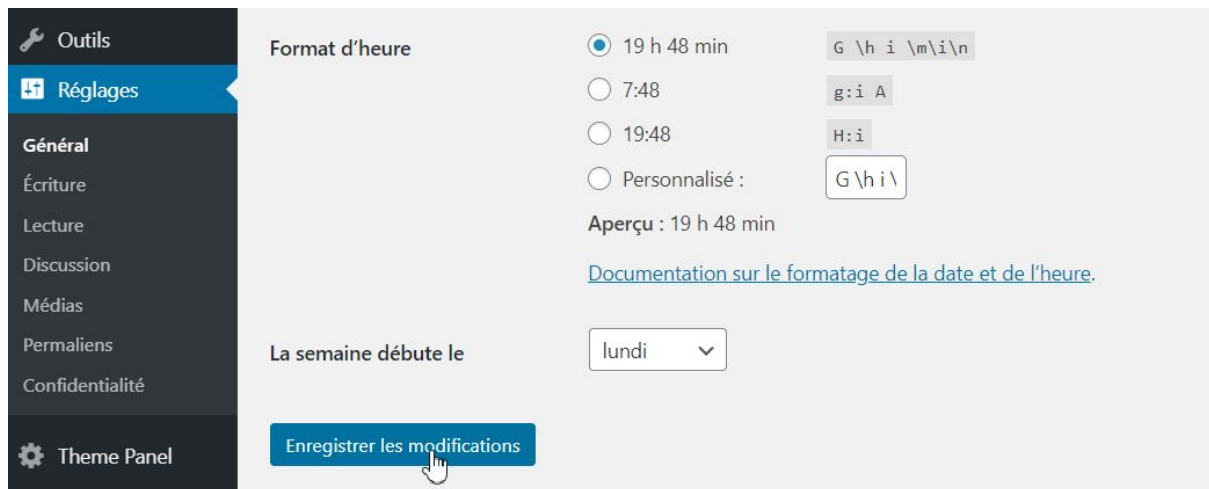 Outils
Réglages
Général
Écriture
Lecture
Discussion
Médias
Permaliens
Confidentialité
Theme Panel
Format d’heure
19 h 48 min G \h i \m\i\n
7:48 g:i A
19:48 H:i
Personnalisé : G \h i \
Aperçu : 19 h 48 min
Documentation sur le formatage de la date et de l’heure.
La semaine débute le lundi
Enregistrer les modifications